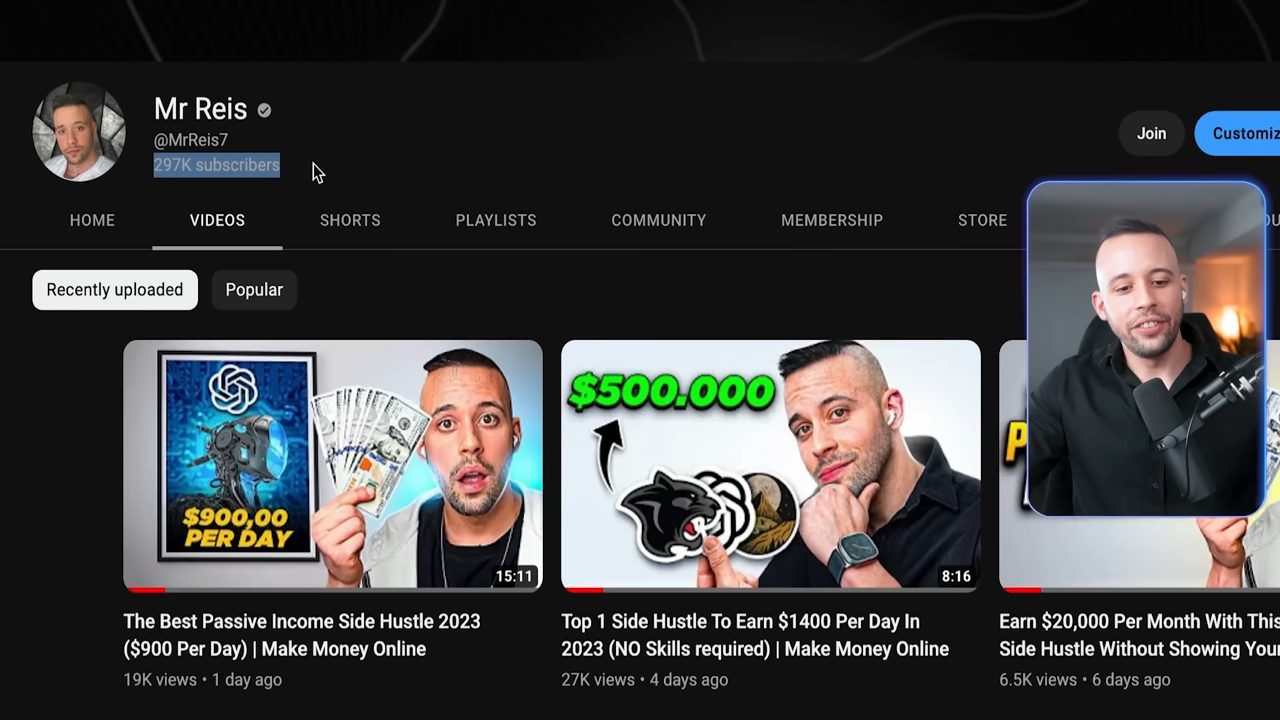 Mr Reis
@MrReis7
297K subscribers
Join
Customiz
HOME
VIDEOS
SHORTS
PLAYLISTS
COMMUNITY
MEMBERSHIP
STORE
Recently uploaded
Popular
$900,00
PER DAY
15:11
$500.000
8:16
P
The Best Passive Income Side Hustle 2023
($900 Per Day) | Make Money Online
19K views • 1 day ago
Top 1 Side Hustle To Earn $1400 Per Day In
2023 (NO Skills required) | Make Money Online
27K views • 4 days ago
Earn $20,000 Per Month With This
Side Hustle Without Showing Your
6.5K views • 6 days ago